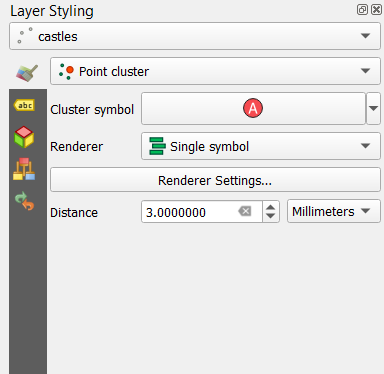 Layer Styling
castles
Point cluster
abc
Cluster symbol A
Renderer Single symbol
Renderer Settings...
Distance 3.0000000 Millimeters